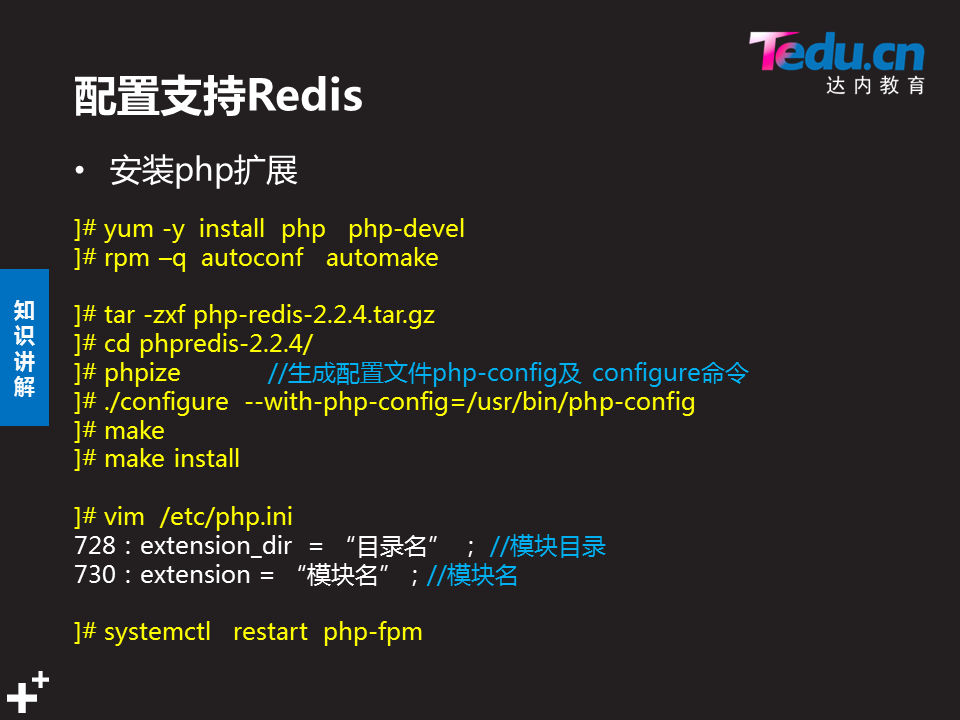 Tedu.cn
达内教育
配置支持Redis
• 安装php扩展
]# yum -y install php php-devel
]# rpm –q autoconf automake
]# tar -zxf php-redis-2.2.4.tar.gz
]# cd phpredis-2.2.4/
]# phpize //生成配置文件php-config及 configure命令
]# ./configure --with-php-config=/usr/bin/php-config
]# make
]# make install
]# vim /etc/php.ini
728：extension_dir = “目录名” ； //模块目录
730：extension = “模块名” ；//模块名
]# systemctl restart php-fpm
知识讲解